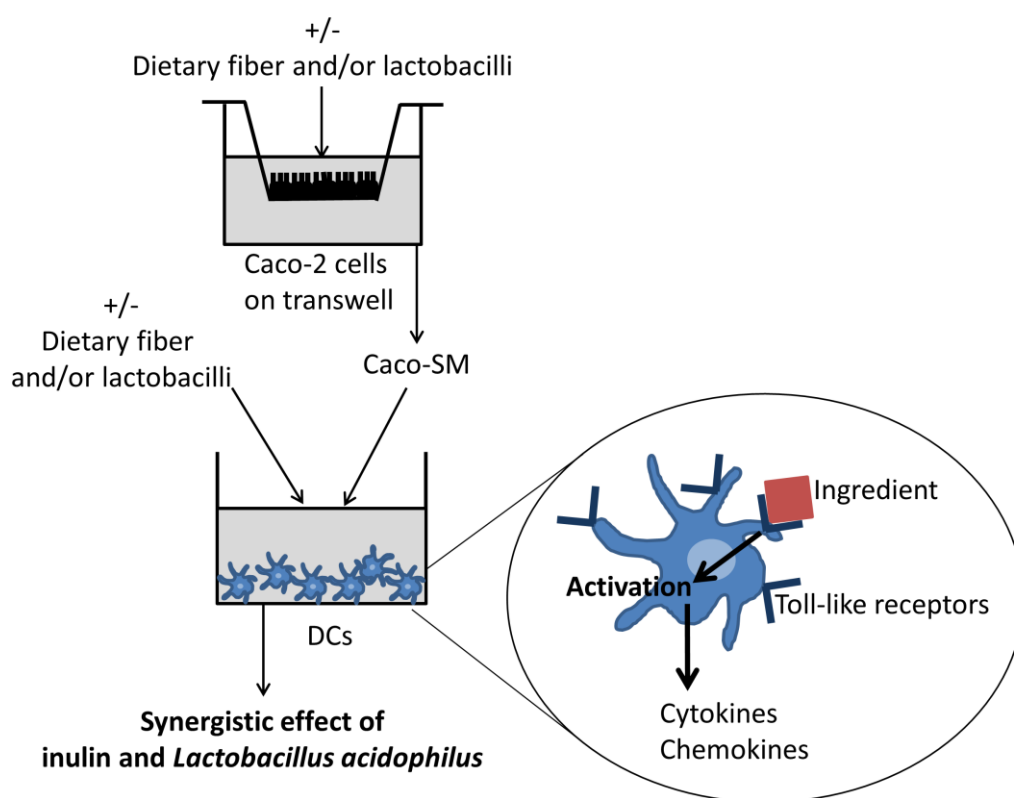 +/-
Dietary fiber and/or lactobacilli
Caco-2 cells
on transwell
+/-
Dietary fiber
and/or lactobacilli
Caco-SM
DCs
Synergistic effect of
inulin and Lactobacillus acidophilus
Ingredient
Activation
Toll-like receptors
Cytokines
Chemokines